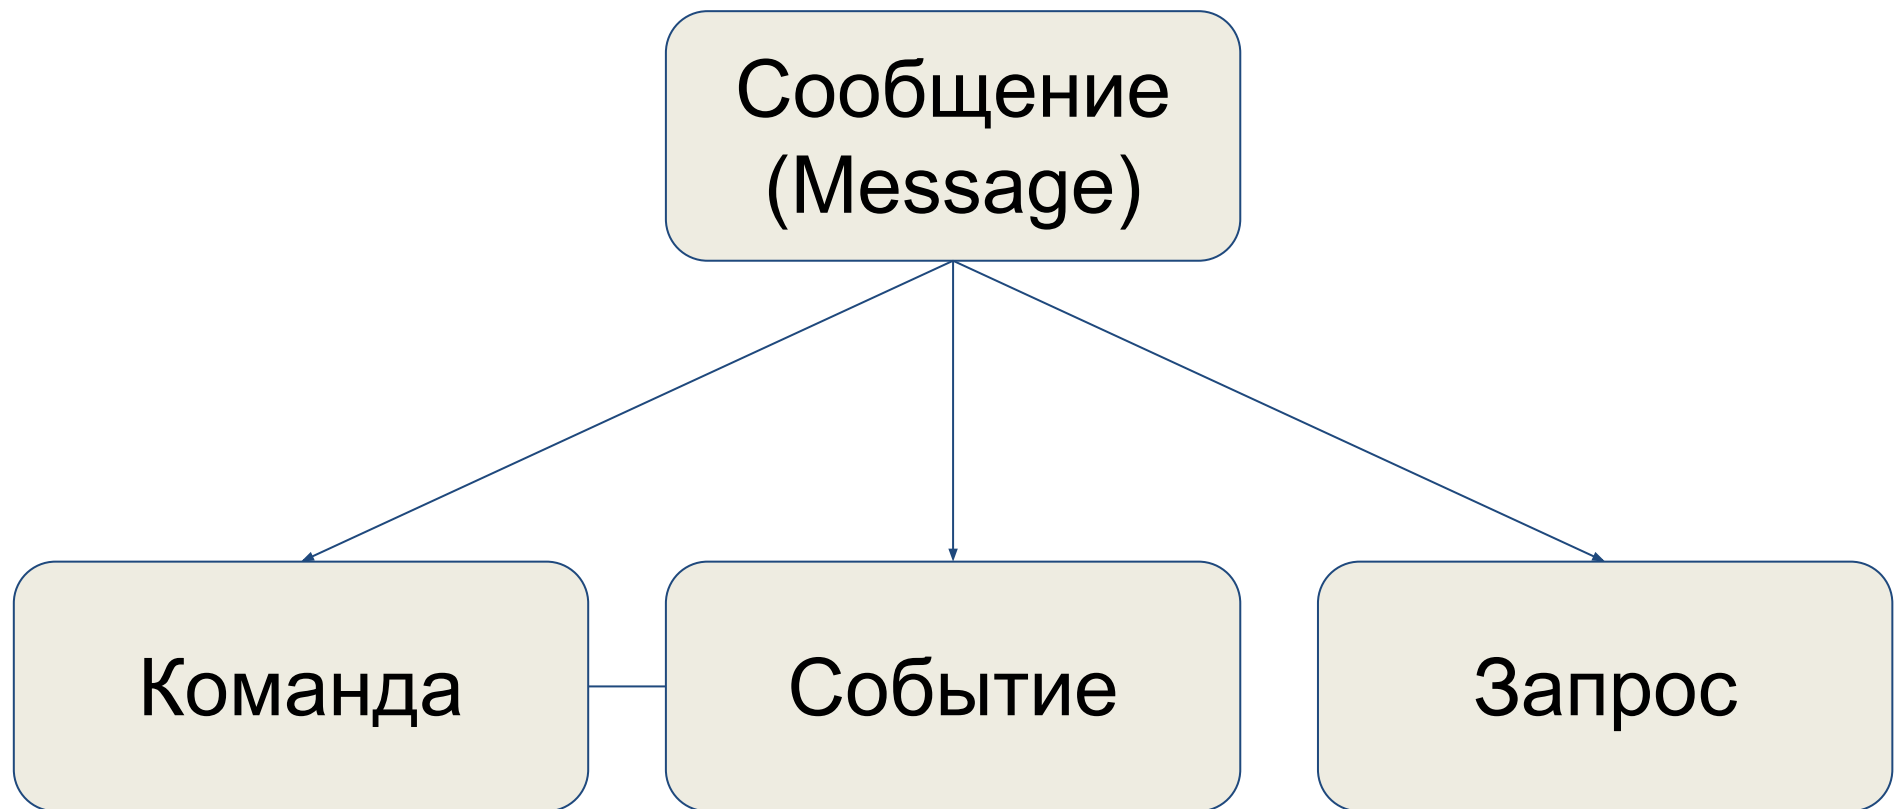 Сообщение
(Message)
Команда
Событие
Запрос